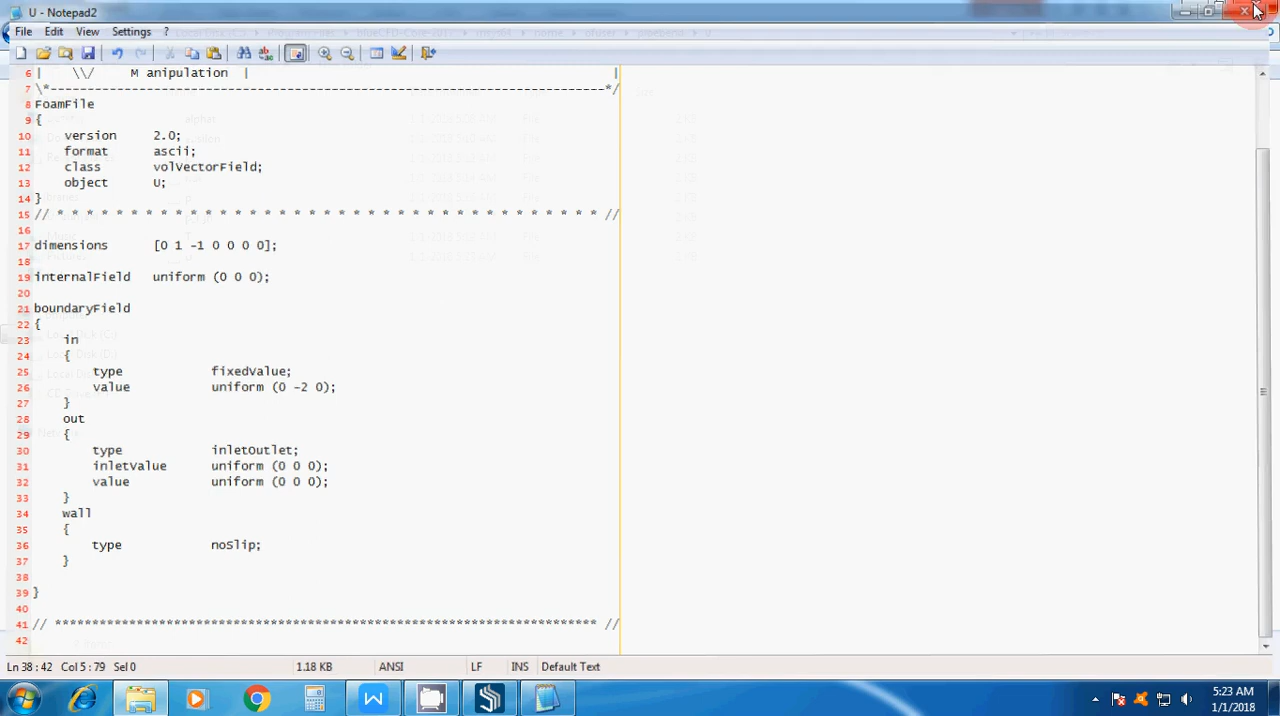 U - Notepad2
File Edit View Settings ?
6 | \\/ M anipulation | |
7 \*---------------------------------------------------------------------------*/
8 FoamFile
9 {
10 version 2.0;
11 format ascii;
12 class volVectorField;
13 object U;
14 }
15 // * * * * * * * * * * * * * * * * * * * * * * * * * * * * * * * * * * * * * //
16
17 dimensions [0 1 -1 0 0 0 0];
18
19 internalField uniform (0 0 0);
20
21 boundaryField
22 {
23 in
24 {
25 type fixedValue;
26 value uniform (0 -2 0);
27 }
28 out
29 {
30 type inletOutlet;
31 inletValue uniform (0 0 0);
32 value uniform (0 0 0);
33 }
34 wall
35 {
36 type noSlip;
37 }
38
39 }
40
41 // ************************************************************************* //
42
Ln 38 : 42 Col 5 : 79 Sel 0 1.18 KB ANSI LF INS Default Text
5:23 AM
1/1/2018